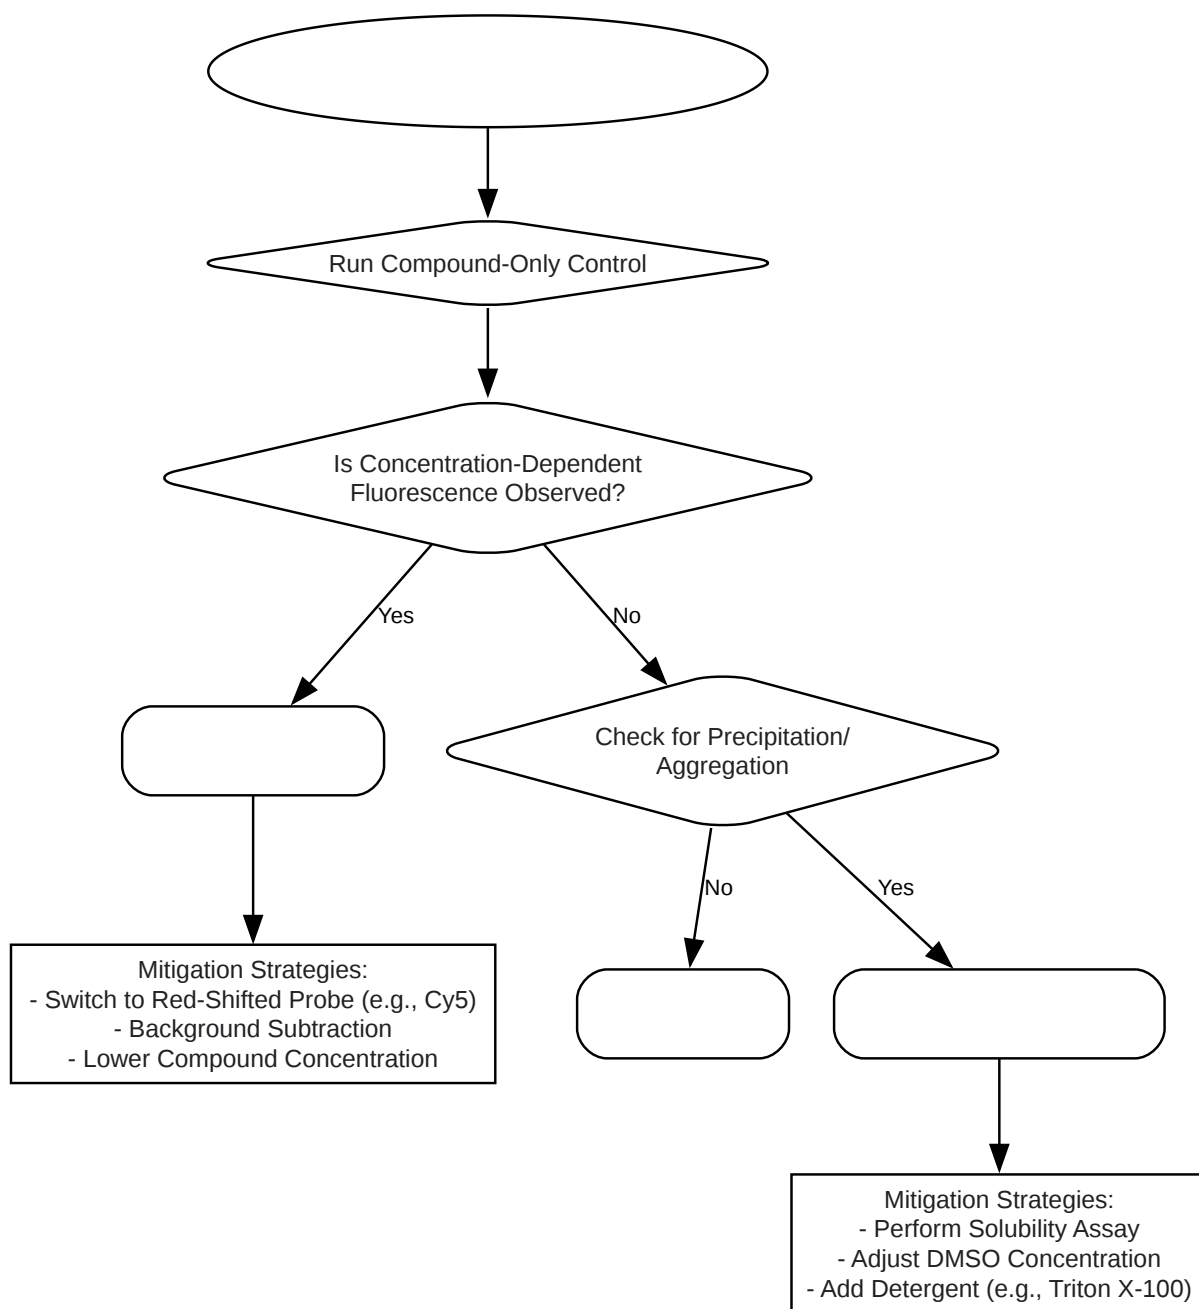 Run Compound-Only Control
Is Concentration-Dependent
Fluorescence Observed?
Yes
No
Check for Precipitation/
Aggregation
No
Yes
Mitigation Strategies:
- Switch to Red-Shifted Probe (e.g., Cy5)
- Background Subtraction
- Lower Compound Concentration
Mitigation Strategies:
- Perform Solubility Assay
- Adjust DMSO Concentration
- Add Detergent (e.g., Triton X-100)